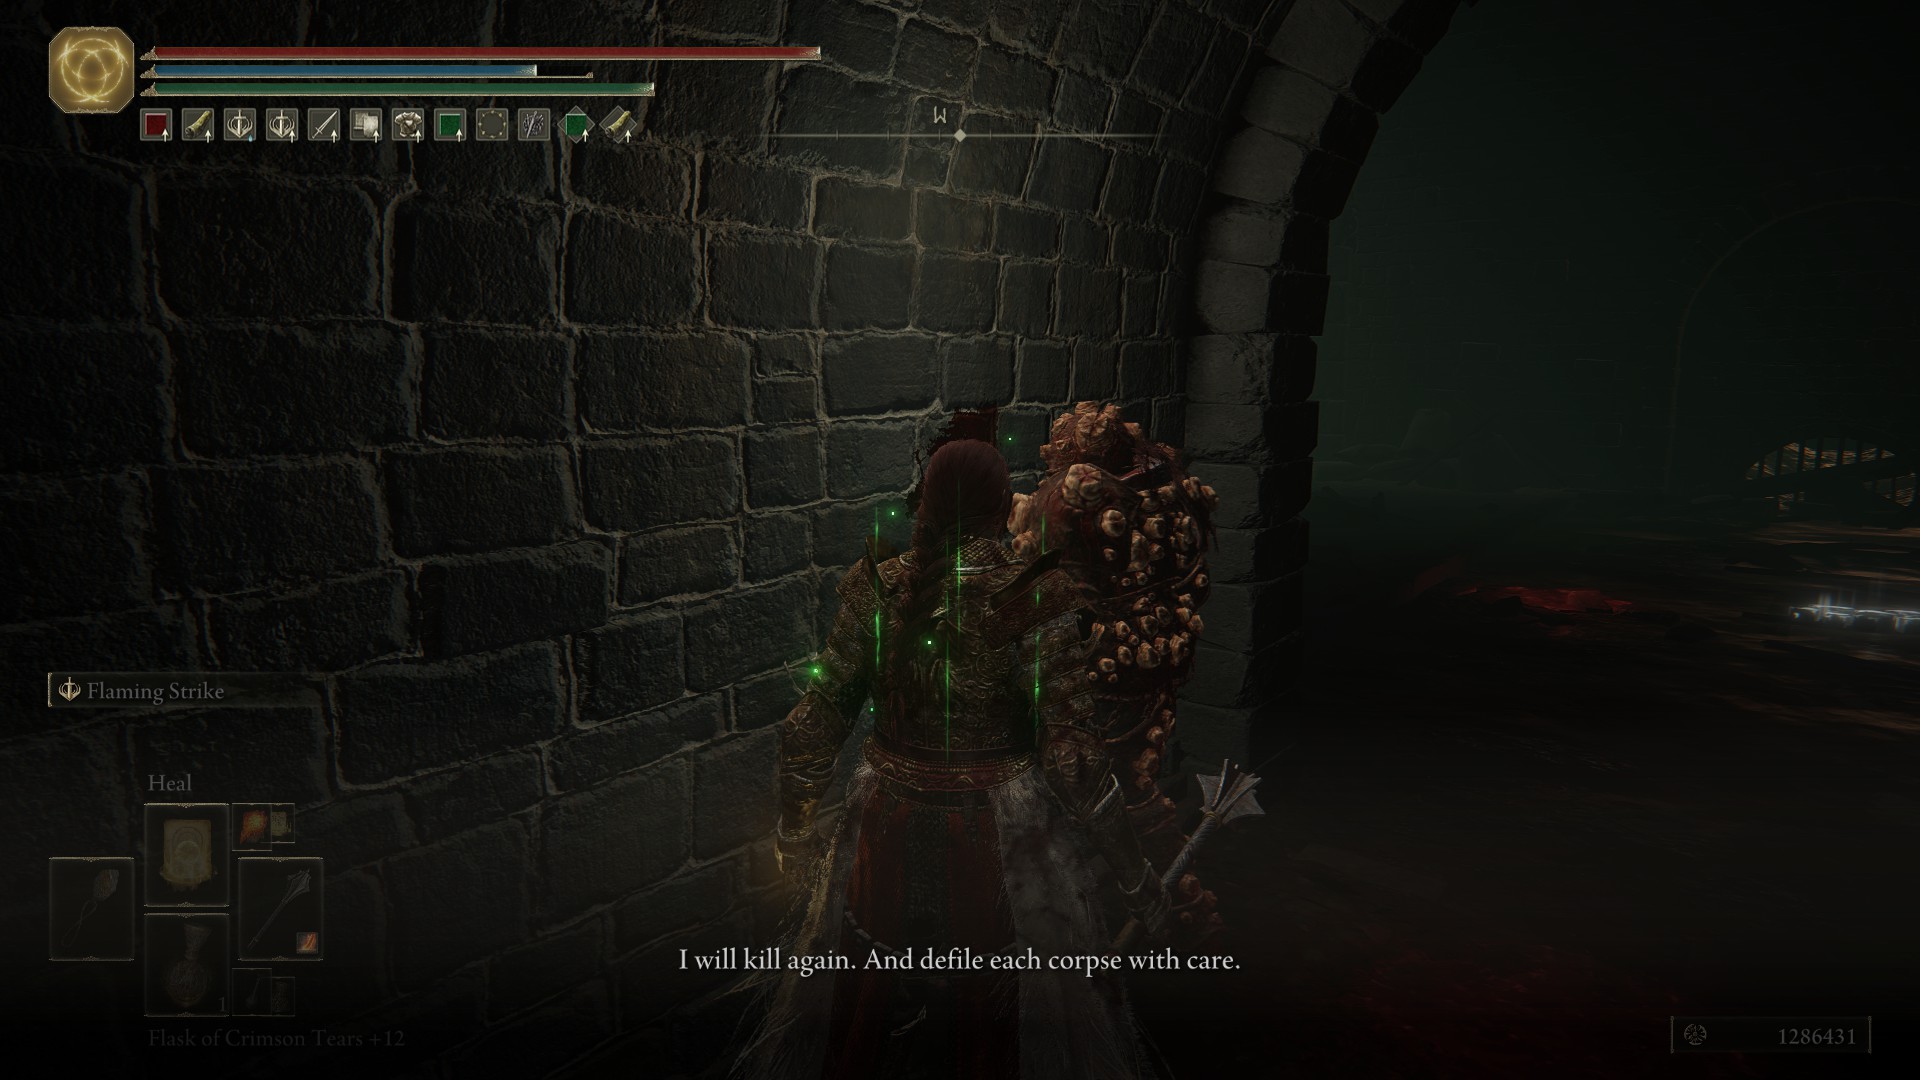 W
Flaming Strike
Heal
1
I will kill again. And defile each corpse with care.
Flask of Crimson Tears +12
1286431